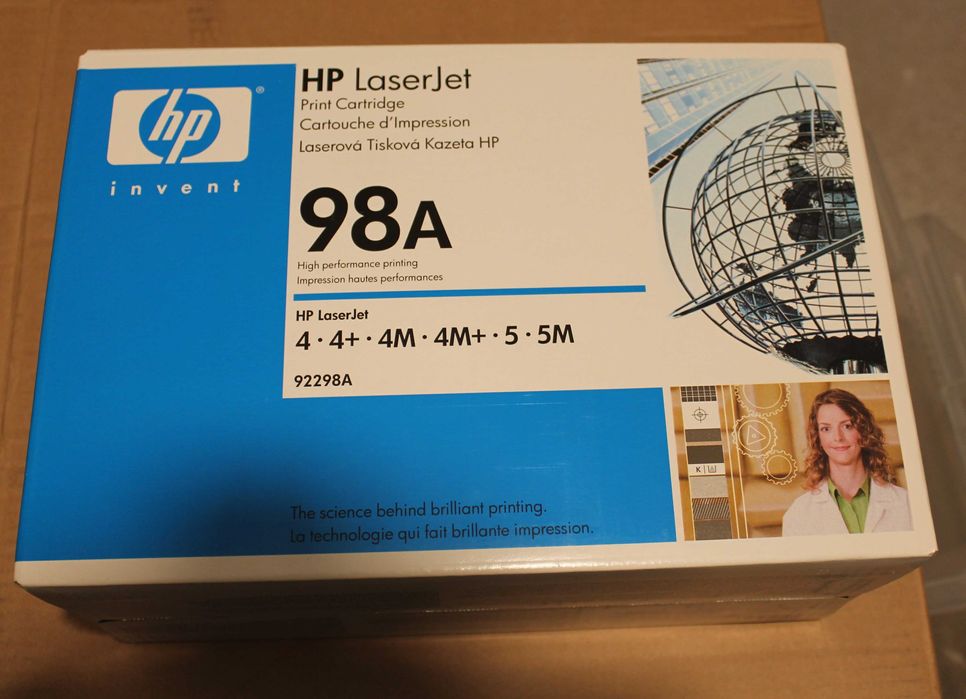 hp
®
invent
HP LaserJet
Print Cartridge
Cartouche d'Impression
Laserová Tisková Kazeta HP
98A
High performance printing
Impression hautes performances
HP LaserJet
4 · 4+ · 4M · 4M+ · 5 · 5M
92298A
K
The science behind brilliant printing.
La technologie qui fait brillante impression.